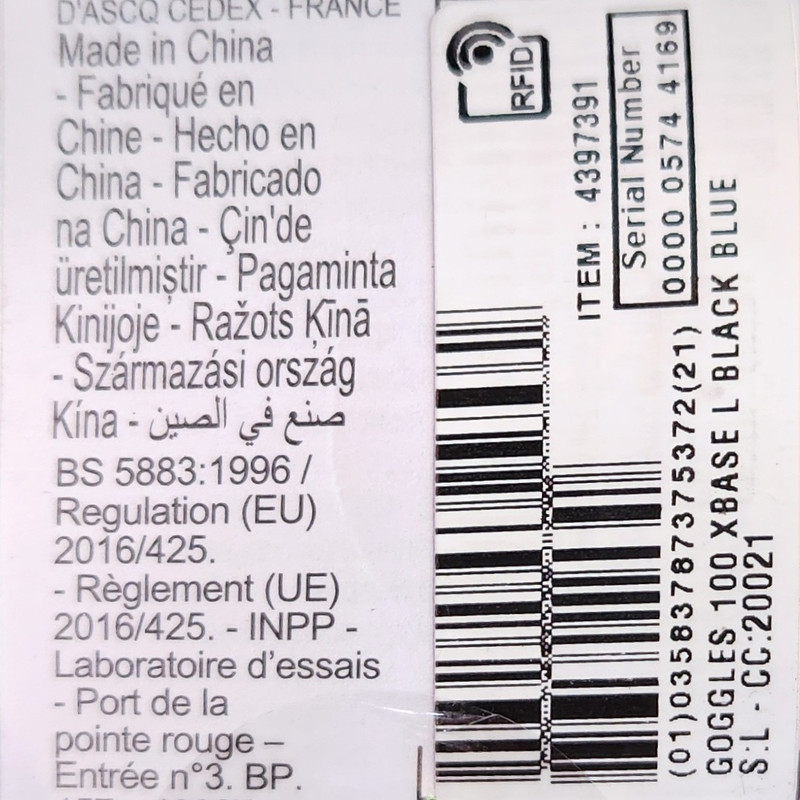 D'ASCQ CEDEX - FRANCE
Made in China
- Fabriqué en
Chine - Hecho en
China - Fabricado
na China - Çin'de
üretilmiştir - Pagaminta
Kinijoje - Ražots Ķīnā
- Származási ország
Kína - صنع في الصين
BS 5883:1996 /
Regulation (EU)
2016/425.
- Règlement (UE)
2016/425. - INPP -
Laboratoire d'essais
- Port de la
pointe rouge –
Entrée n°3. BP.
RFID
ITEM : 4397391
Serial Number
0000 0574 4169
(01)03583787375372(21)
GOGGLES 100 XBASE L BLACK BLUE
S:L - CC:20021